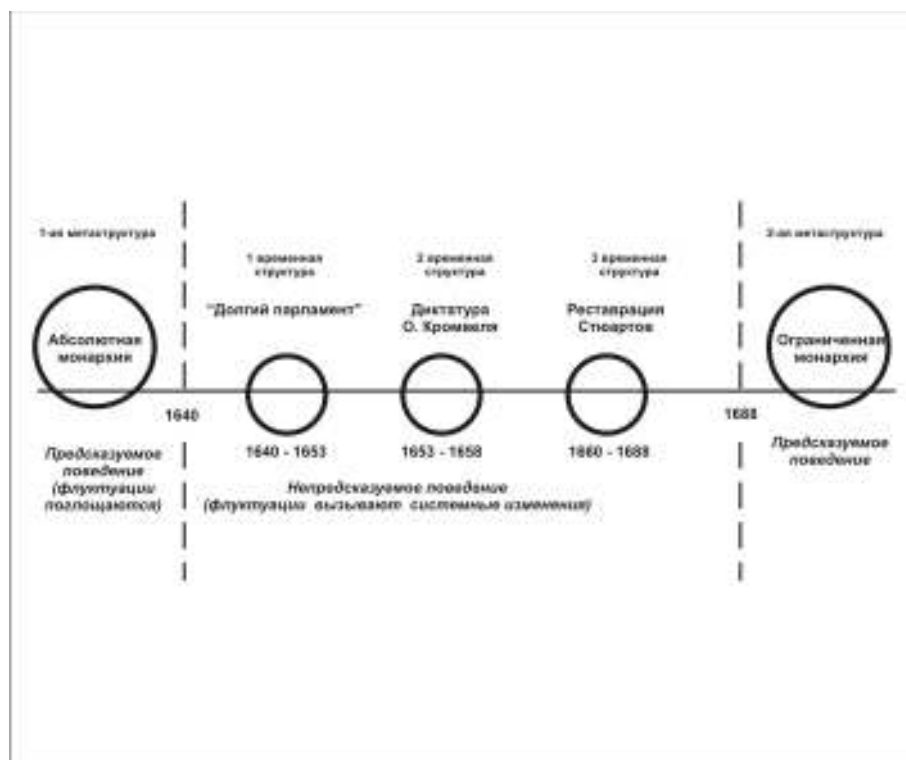 1-ая метаструктура
2-ая метаструктура
1 временная
структура
2 временная
структура
3 временная
структура
"Долгий парламент"
Диктатура
О. Кромвеля
Реставрация
Стюартов
Абсолютная
монархия
Ограниченная
монархия
1640
1688
1640 - 1653
1653 - 1658
1660 - 1688
Предсказуемое
поведение
(флуктуации
поглощаются)
Непредсказуемое поведение
(флуктуации вызывают системные изменения)
Предсказуемое
поведение